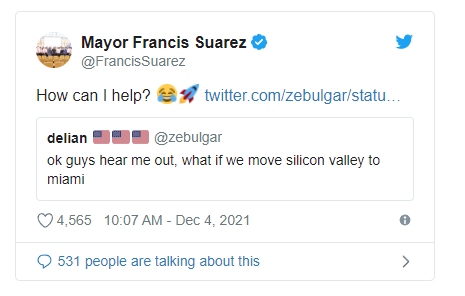 Mayor Francis Suarez
@FrancisSuarez
How can I help? 😂🚀 twitter.com/zebulgar/statu…
delian 🇺🇸🇺🇸🇺🇸 @zebulgar
ok guys hear me out, what if we move silicon valley to
miami
4,565 10:07 AM - Dec 4, 2021
531 people are talking about this